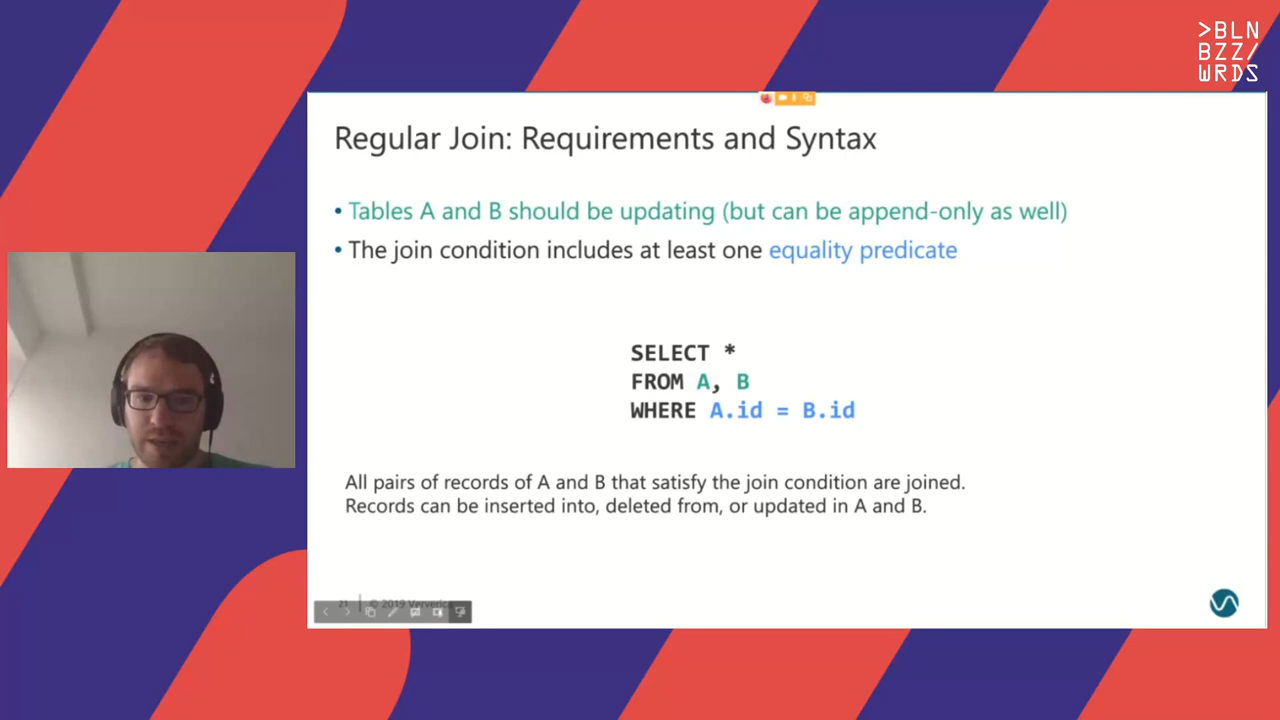 >BLN
BZZ/
WRDS
Regular Join: Requirements and Syntax
• Tables A and B should be updating (but can be append-only as well)
• The join condition includes at least one equality predicate
SELECT *
FROM A, B
WHERE A.id = B.id
All pairs of records of A and B that satisfy the join condition are joined.
Records can be inserted into, deleted from, or updated in A and B.
21 © 2019 Ververica